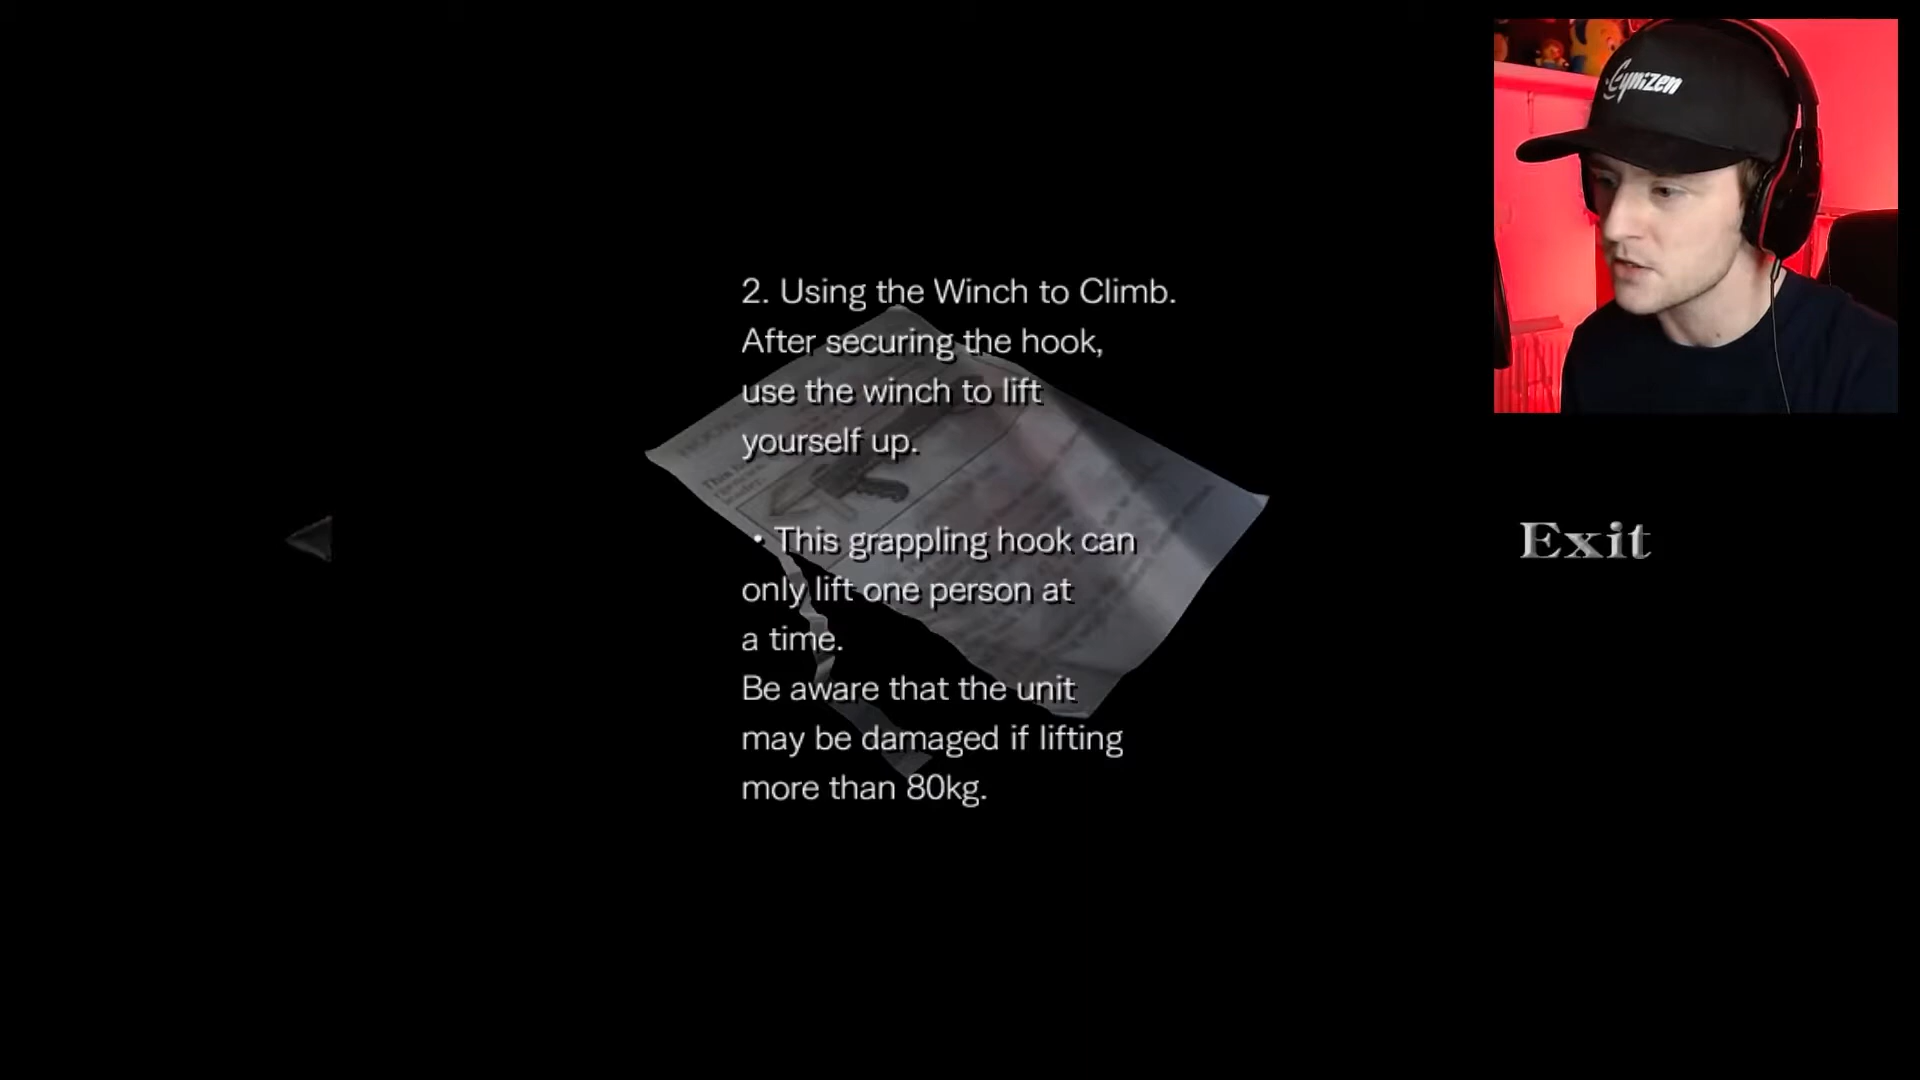 Cynizen
2. Using the Winch to Climb.
After securing the hook,
use the winch to lift
yourself up.
• This grappling hook can
only lift one person at
a time.
Be aware that the unit
may be damaged if lifting
more than 80kg.
Exit